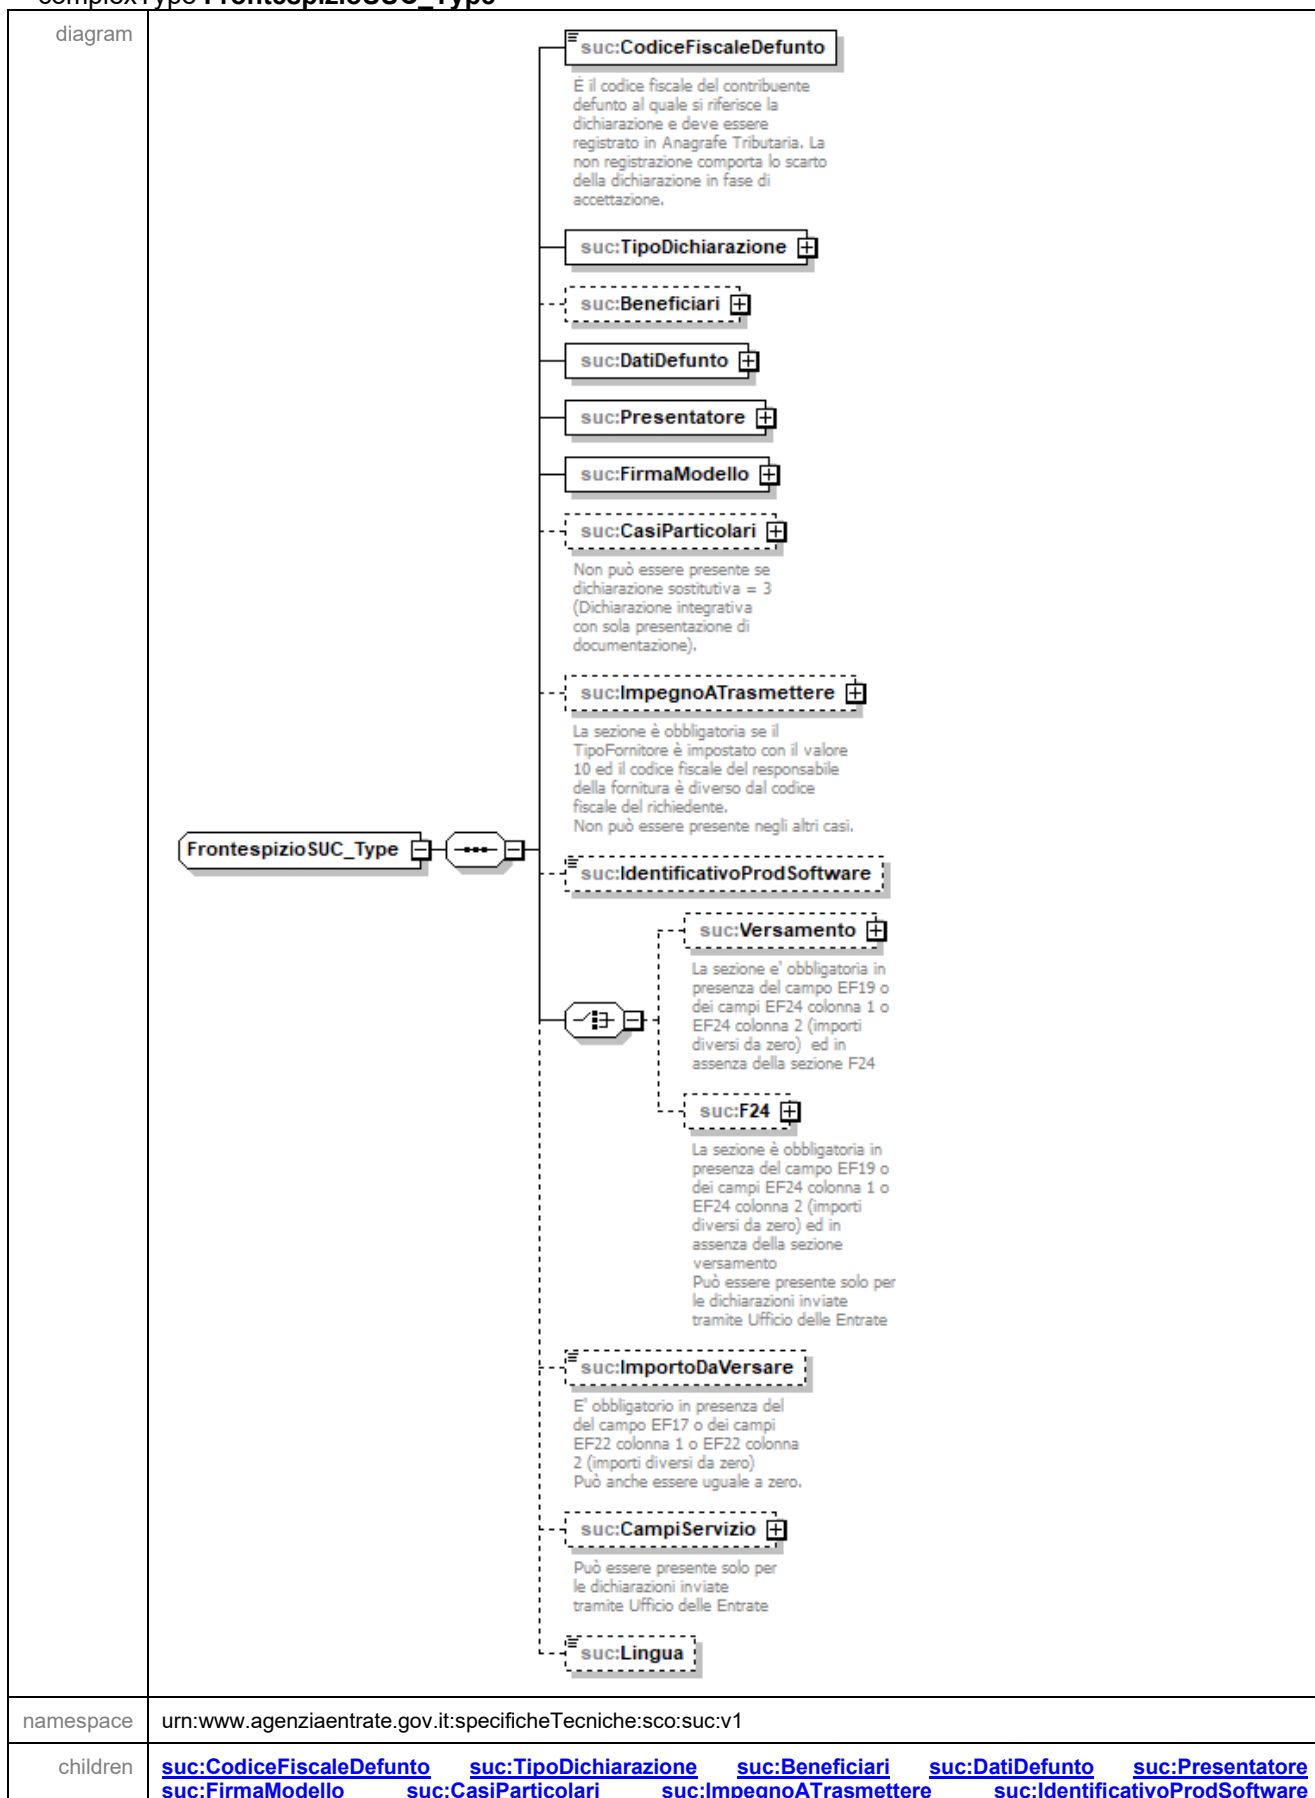 complexType FrontespizioSUC_Type
diagram
suc:CodiceFiscaleDefunto
É il codice fiscale del contribuente
defunto al quale si riferisce la
dichiarazione e deve essere
registrato in Anagrafe Tributaria. La
non registrazione comporta lo scarto
della dichiarazione in fase di
accettazione.
suc:TipoDichiarazione
suc:Beneficiari
suc:DatiDefunto
suc:Presentatore
suc:FirmaModello
suc:CasiParticolari
Non può essere presente se
dichiarazione sostitutiva = 3
(Dichiarazione integrativa
con sola presentazione di
documentazione).
suc:ImpegnoATrasmettere
La sezione è obbligatoria se il
TipoFornitore è impostato con il valore
10 ed il codice fiscale del responsabile
della fornitura è diverso dal codice
fiscale del richiedente.
Non può essere presente negli altri casi.
FrontespizioSUC_Type
suc:IdentificativoProdSoftware
suc:Versamento
La sezione e' obbligatoria in
presenza del campo EF19 o
dei campi EF24 colonna 1 o
EF24 colonna 2 (importi
diversi da zero)  ed in
assenza della sezione F24
suc:F24
La sezione è obbligatoria in
presenza del campo EF19 o
dei campi EF24 colonna 1 o
EF24 colonna 2 (importi
diversi da zero) ed in
assenza della sezione
versamento
Può essere presente solo per
le dichiarazioni inviate
tramite Ufficio delle Entrate
suc:ImportoDaVersare
E' obbligatorio in presenza del
del campo EF17 o dei campi
EF22 colonna 1 o EF22 colonna
2 (importi diversi da zero)
Può anche essere uguale a zero.
suc:CampiServizio
Può essere presente solo per
le dichiarazioni inviate
tramite Ufficio delle Entrate
suc:Lingua
namespace urn:www.agenziaentrate.gov.it:specificheTecniche:sco:suc:v1
children suc:CodiceFiscaleDefunto suc:TipoDichiarazione suc:Beneficiari suc:DatiDefunto suc:Presentatore
suc:FirmaModello suc:CasiParticolari suc:ImpegnoATrasmettere suc:IdentificativoProdSoftware